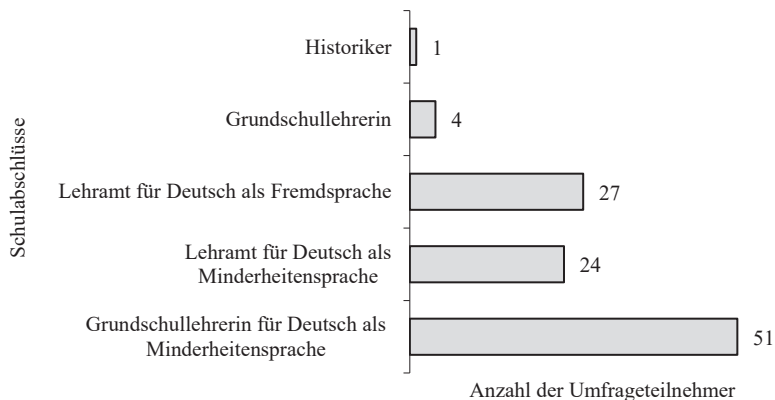 Schulabschlüsse
Historiker
1
Grundschullehrerin
4
Lehramt für Deutsch als Fremdsprache
27
Lehramt für Deutsch als
Minderheitensprache
24
Grundschullehrerin für Deutsch als
Minderheitensprache
51
Anzahl der Umfrageteilnehmer